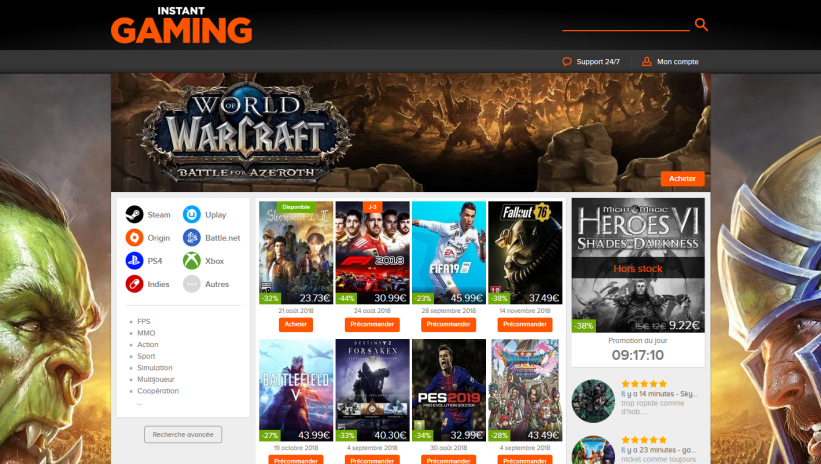 INSTANT
GAMING
Support 24/7
Mon compte
WORLD
OF
WARCRAFT
BATTLE FOR AZEROTH
Acheter
Steam
Uplay
Origin
Battle.net
PS4
Xbox
Indies
Autres
FPS
MMO
Action
Sport
Simulation
Multijoueur
Coopération
...
Recherche avancée
Disponible
Shenmue I & II
-32%
23.73€
21 août 2018
Acheter
J-3
F1 2018
-44%
30.99€
24 août 2018
Précommander
FIFA 19
-23%
45.99€
28 septembre 2018
Précommander
Fallout 76
18
-38%
37.49€
14 novembre 2018
Précommander
BATTLEFIELD
V
-27%
43.99€
19 octobre 2018
Précommander
DESTINY 2
FORSAKEN
-33%
40.30€
4 septembre 2018
Précommander
PES2019
PRO EVOLUTION SOCCER
-34%
32.99€
30 août 2018
Précommander
DRAGON QUEST XI
-28%
43.49€
4 septembre 2018
Précommander
MIGHT & MAGIC
HEROES VI
SHADES OF DARKNESS
Hors stock
-38%
15€ 12€ 9.22€
Promotion du jour
09:17:10
Il y a 14 minutes - Sky...
trop rapide comme
d'hab....
Il y a 23 minutes - go...
nickel comme toujours